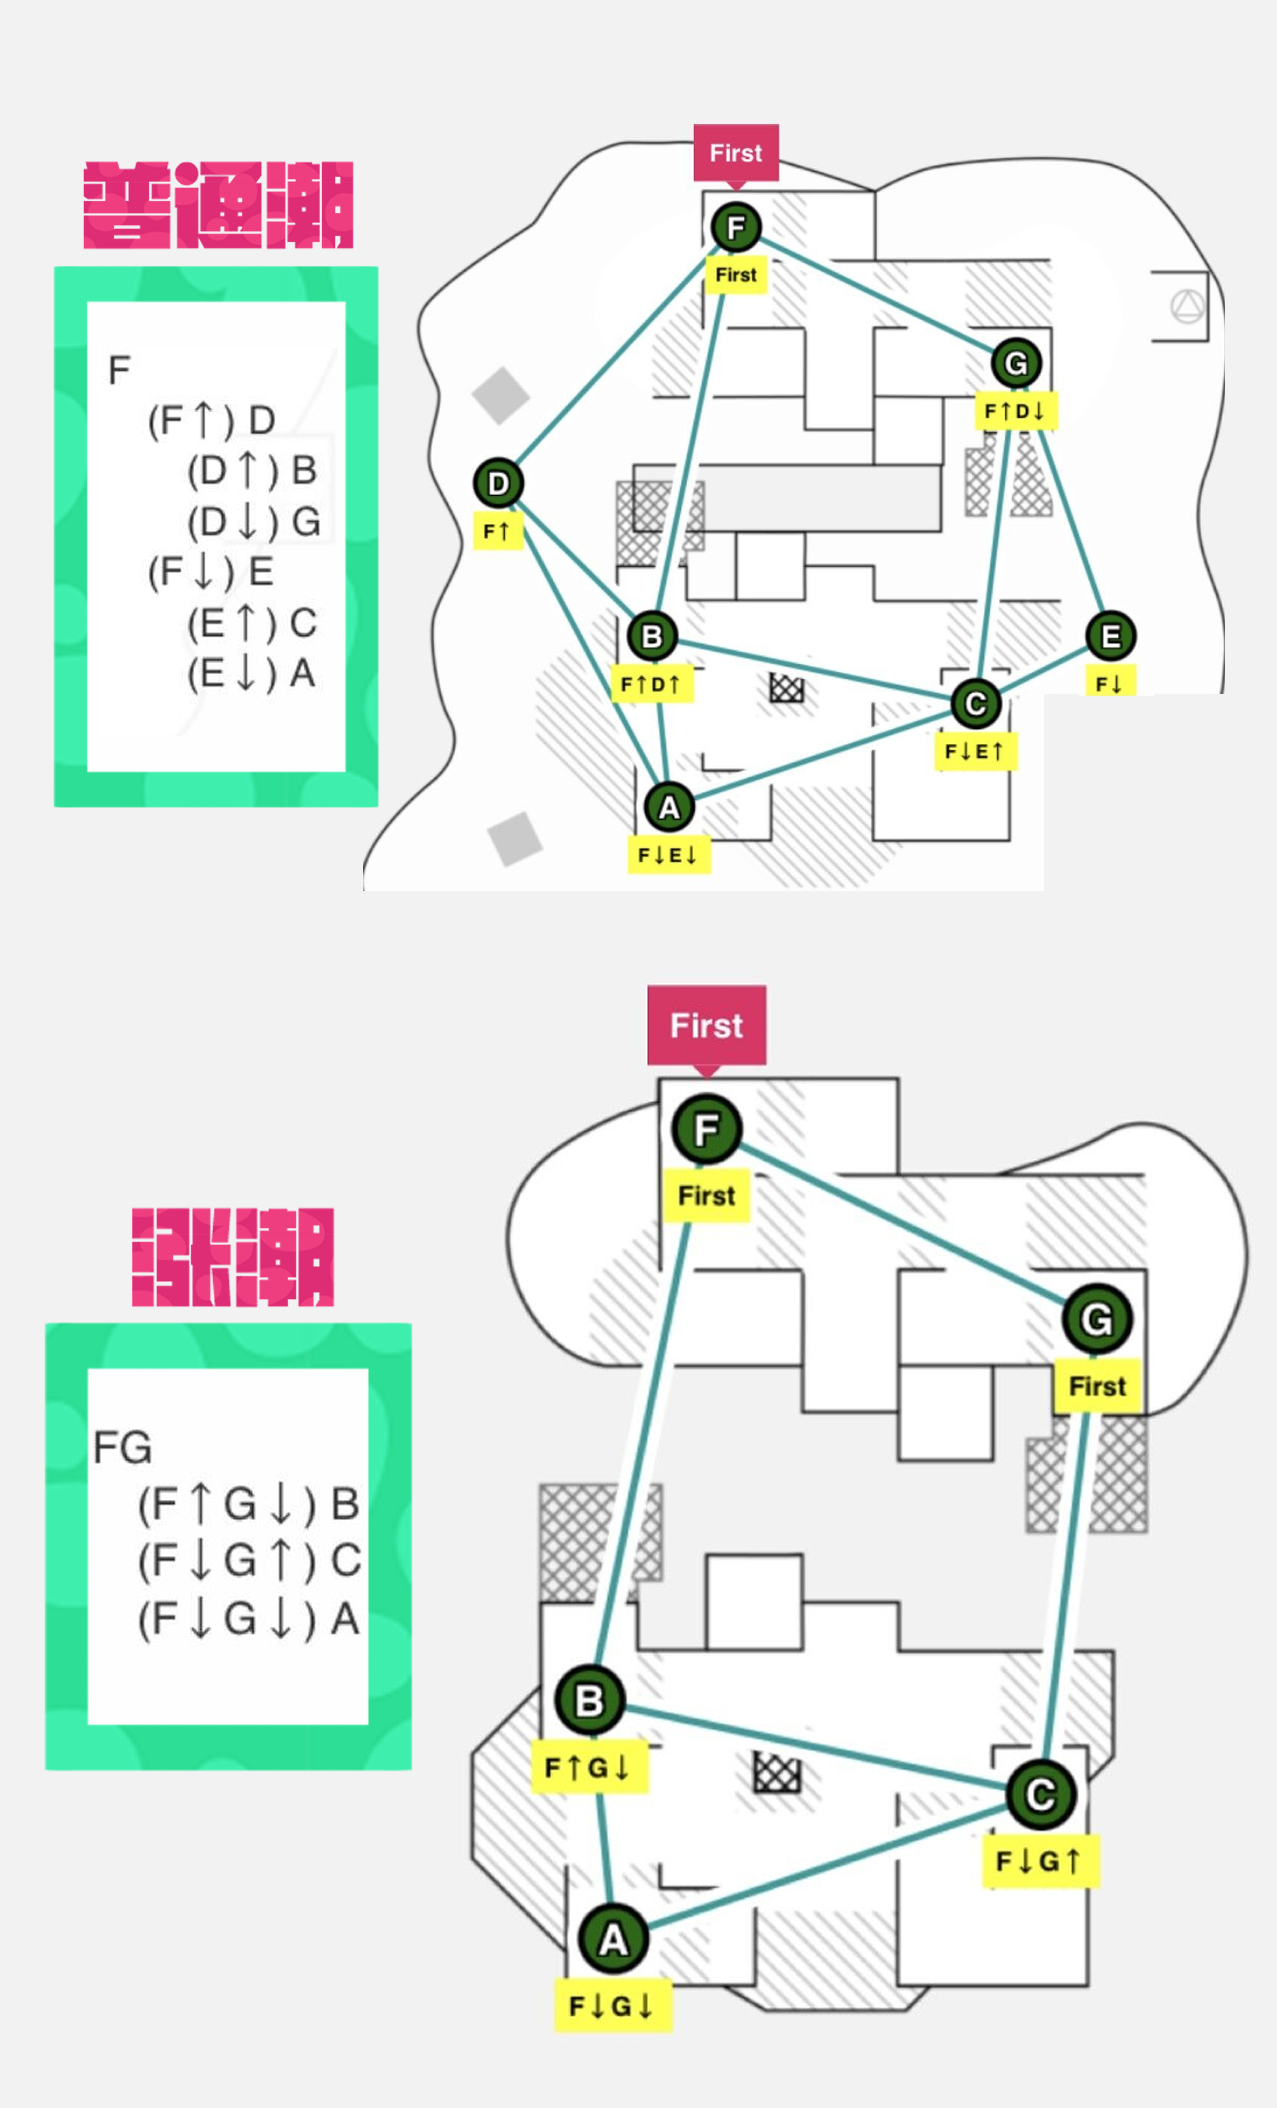 普通潮
F
(F↑) D
(D↑) B
(D↓) G
(F↓) E
(E↑) C
(E↓) A
First
F
First
G
F↑D↓
D
F↑
B
F↑D↑
E
F↓
C
F↓E↑
A
F↓E↓
涨潮
FG
(F↑G↓) B
(F↓G↑) C
(F↓G↓) A
First
F
First
G
First
B
F↑G↓
C
F↓G↑
A
F↓G↓